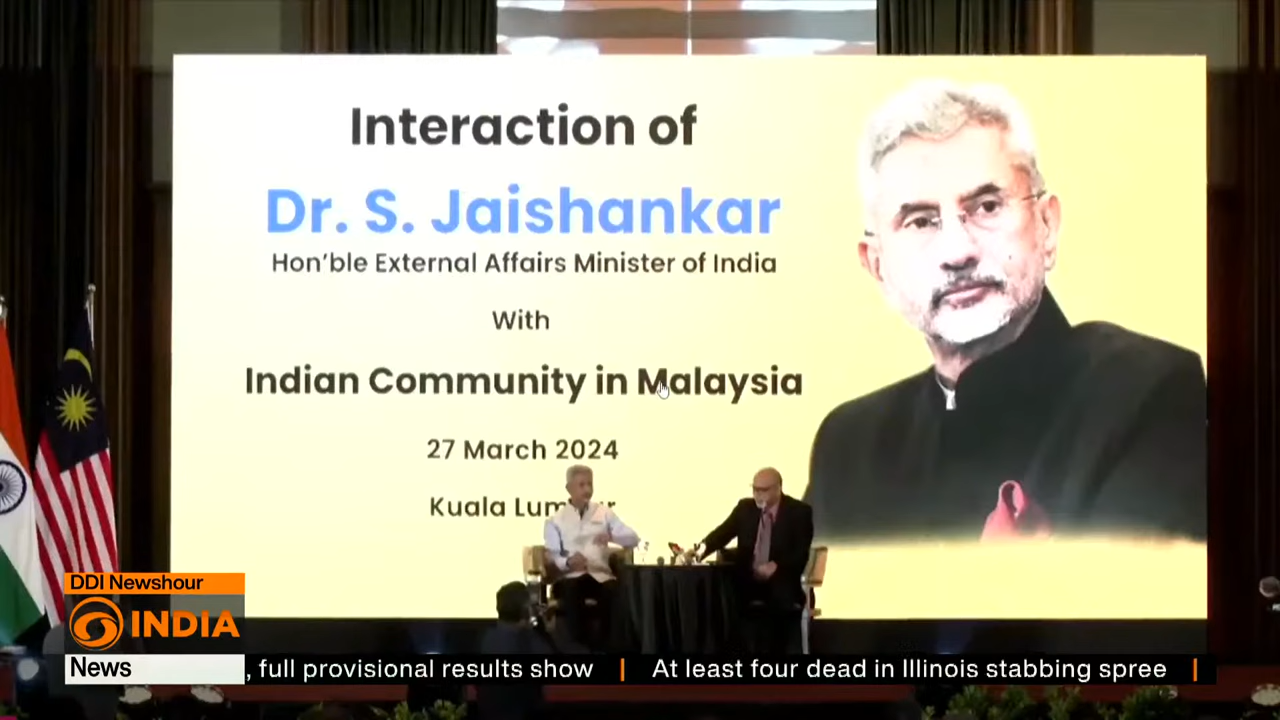 Interaction of
Dr. S. Jaishankar
Hon'ble External Affairs Minister of India
With
Indian Community in Malaysia
27 March 2024
Kuala
DDI Newshour
INDIA
News
, full provisional results show | At least four dead in Illinois stabbing spree |